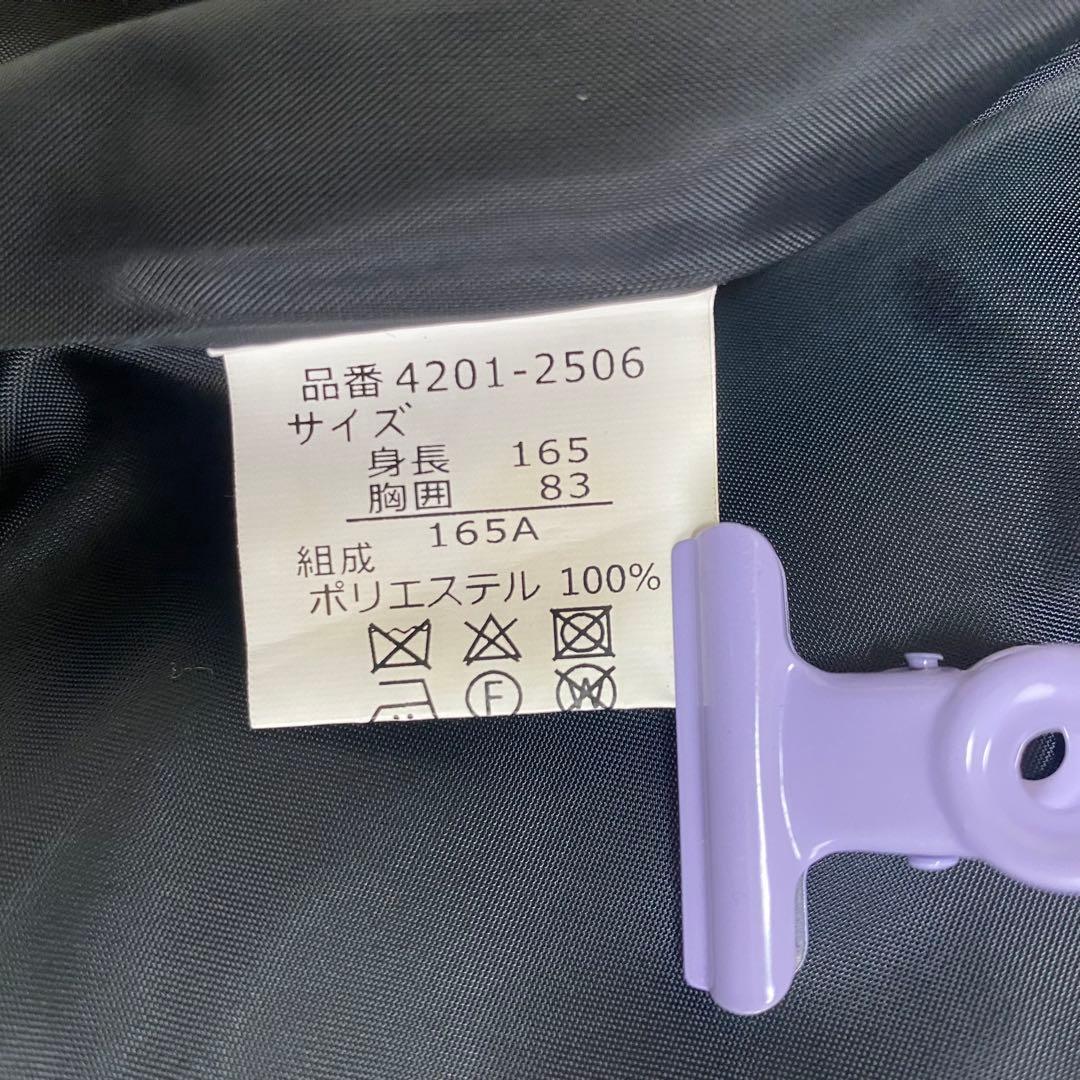 品番 4201-2506
サイズ
身長 165
胸囲 83
165A
組成
ポリエステル 100%
F
W